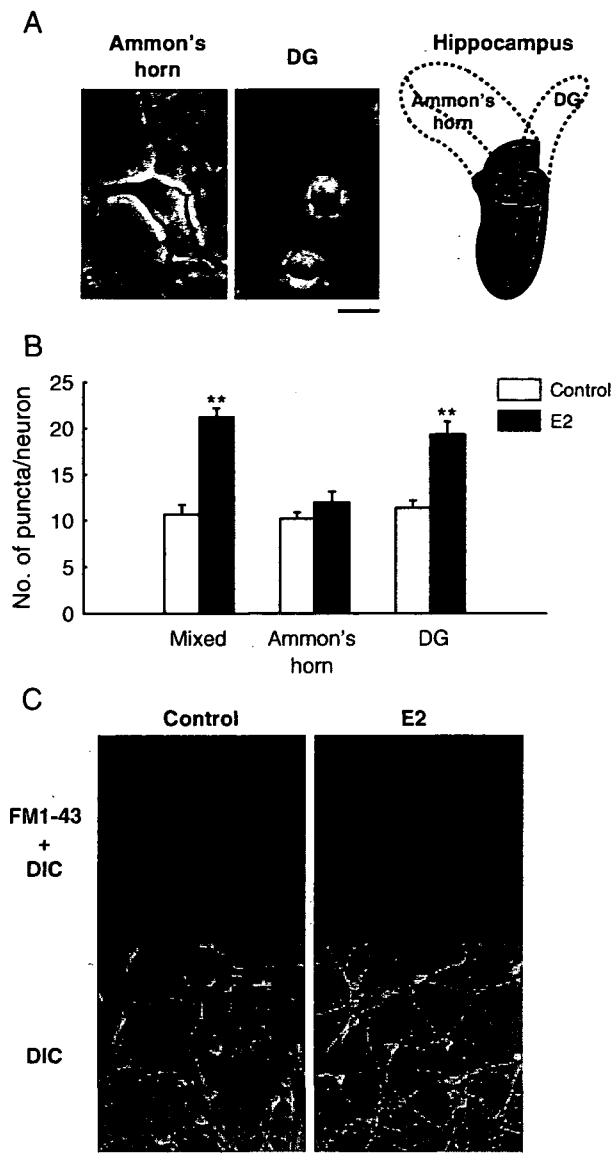 A
Ammon's
horn
DG
Hippocampus
Ammon's
horn
DG
B
No. of puncta/neuron
25
20
15
10
5
0
**
**
Control
E2
Mixed
Ammon's
horn
DG
C
Control
E2
FM1-43
+
DIC
DIC